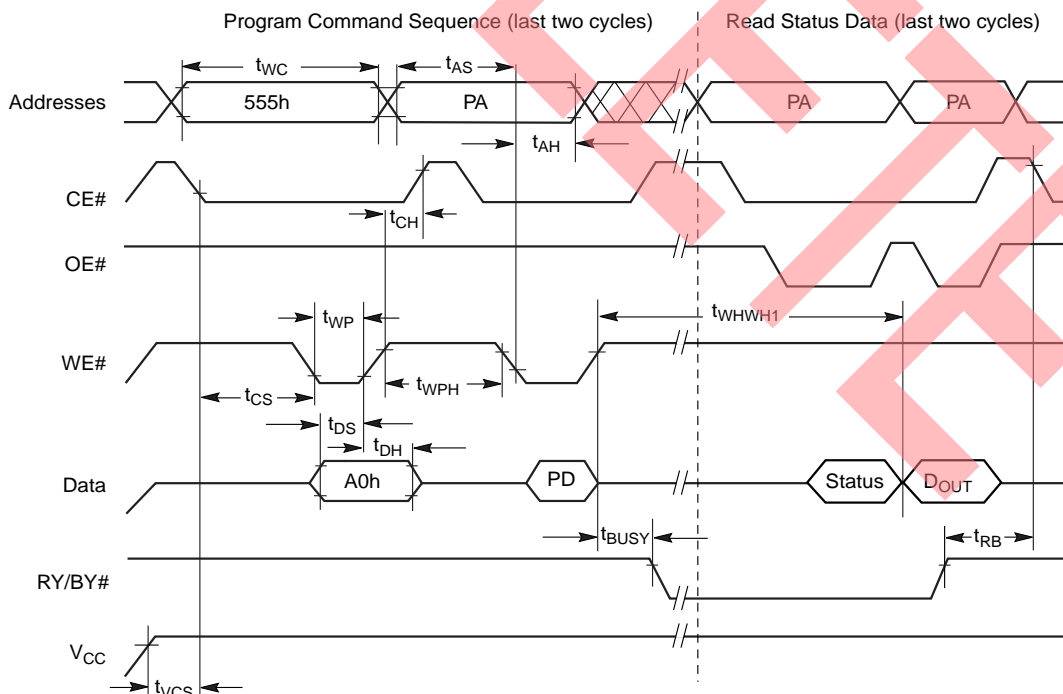 Program Command Sequence (last two cycles)
Read Status Data (last two cycles)
tWC
tAS
Addresses
555h
PA
PA
PA
tAH
CE#
tCH
OE#
tWHWH1
tWP
WE#
tCS
tWPH
tDS
tDH
Data
A0h
PD
Status
DOUT
tBUSY
tRB
RY/BY#
VCC
tVCS